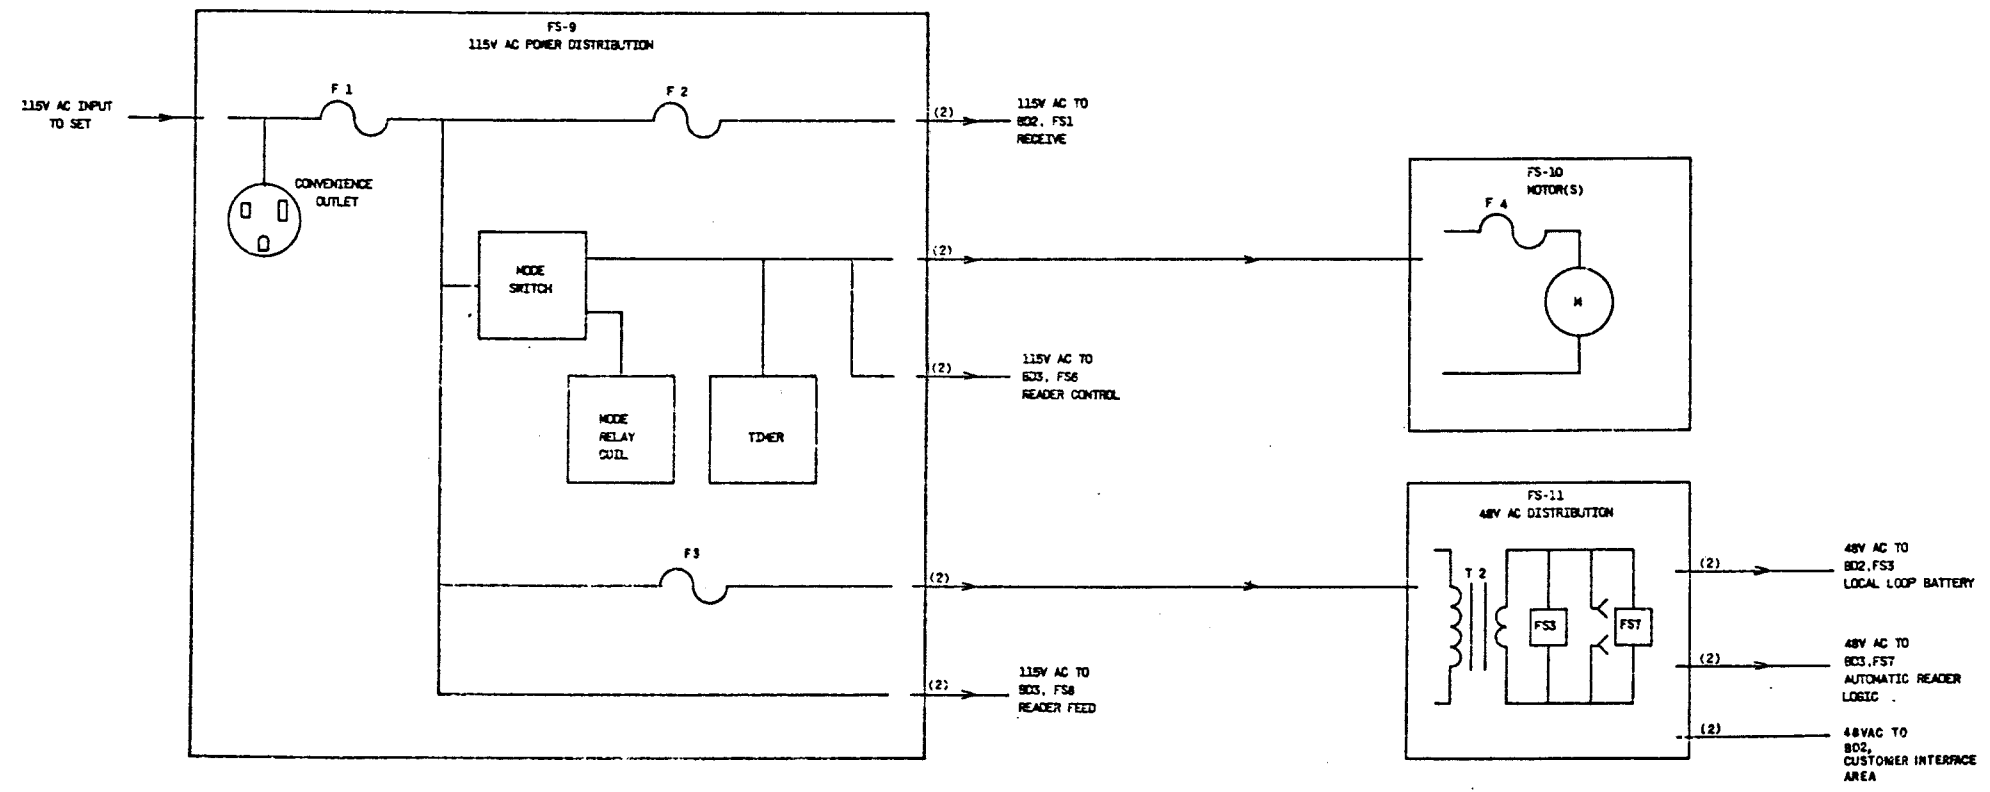 FS-9
115V AC POWER DISTRIBUTION
115V AC INPUT
TO SET
F 1
F 2
(2)
115V AC TO
BD2, FS1
RECEIVE
CONVENIENCE
OUTLET
MODE
SWITCH
(2)
(2)
115V AC TO
BD3, FS6
READER CONTROL
MODE
RELAY
COIL
TIMER
F3
(2)
(2)
115V AC TO
BD3, FS8
READER FEED
FS-10
MOTOR(S)
F 4
M
FS-11
48V AC DISTRIBUTION
T 2
FS3
FS7
(2)
48V AC TO
BD2,FS3
LOCAL LOOP BATTERY
(2)
48V AC TO
BD3,FS7
AUTOMATIC READER
LOGIC
(2)
48VAC TO
BD2,
CUSTOMER INTERFACE
AREA